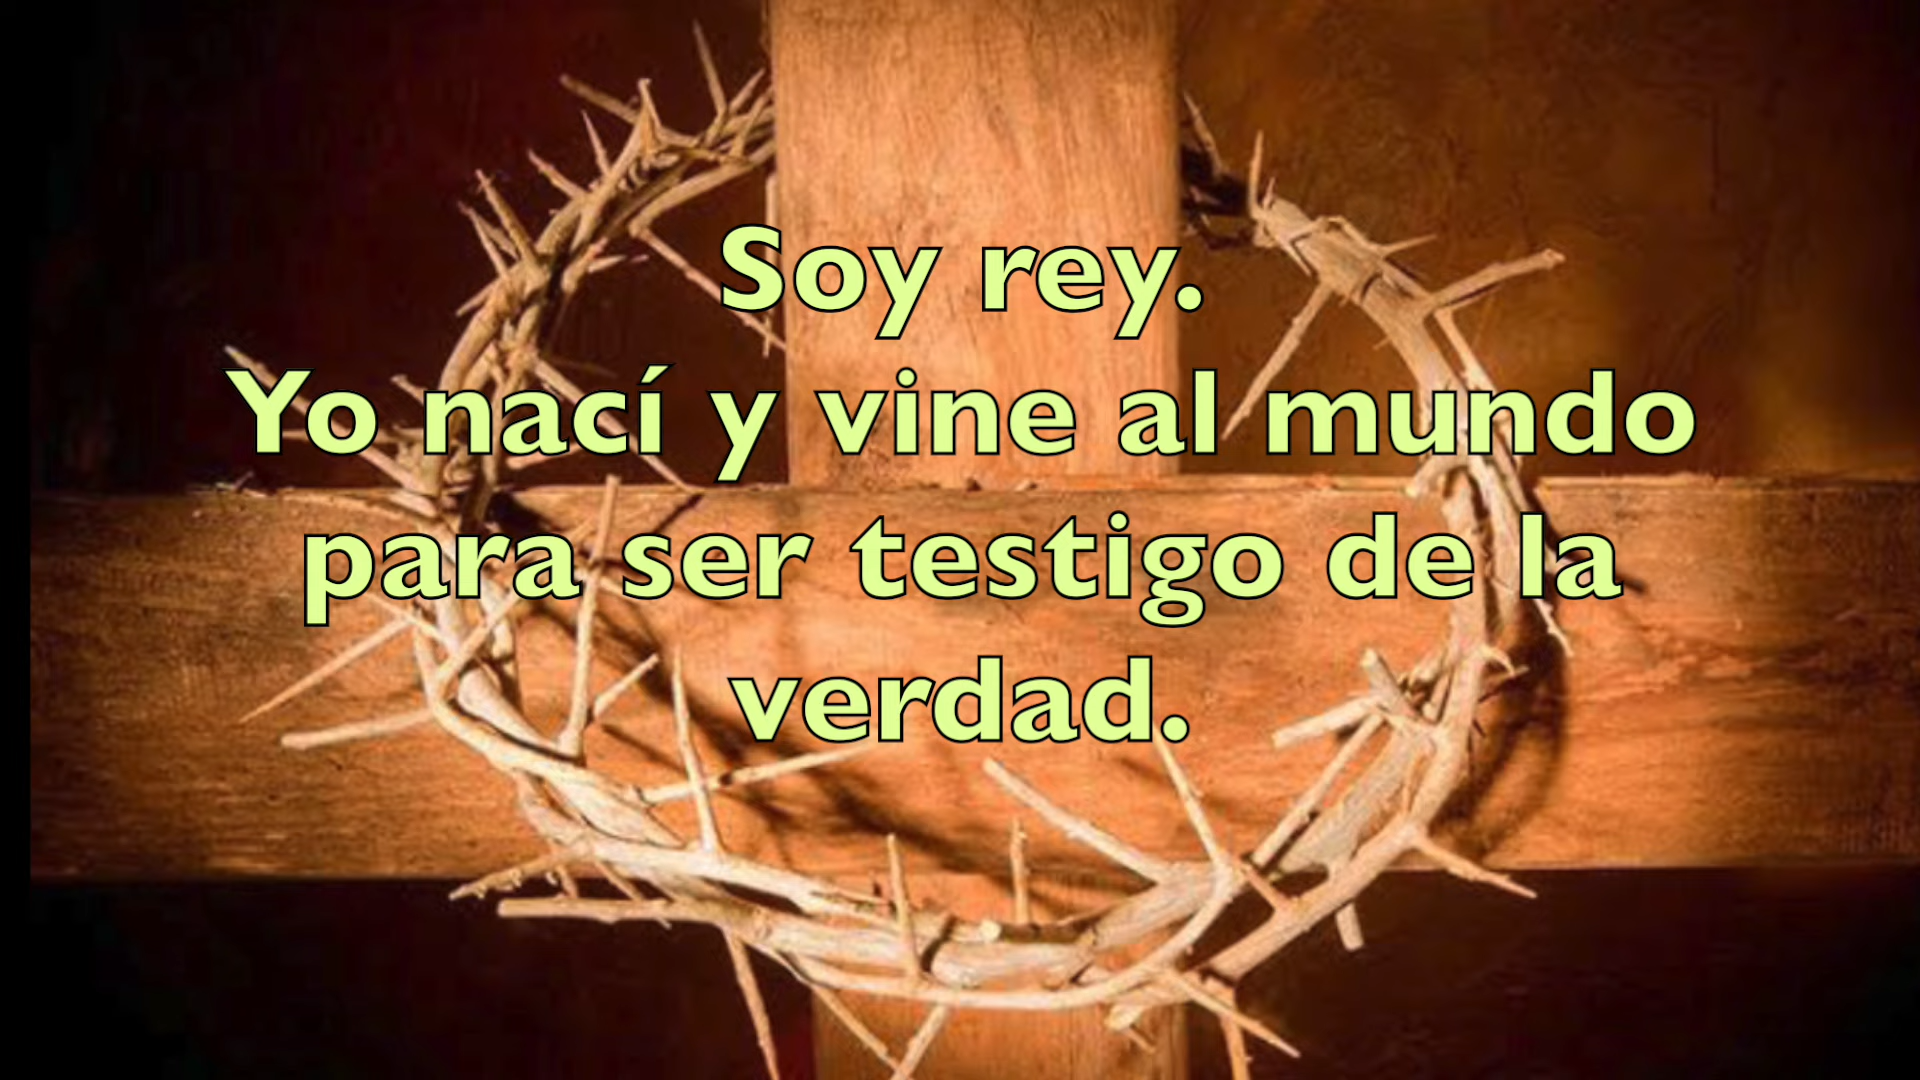 Soy rey.
Yo nací y vine al mundo
para ser testigo de la
verdad.